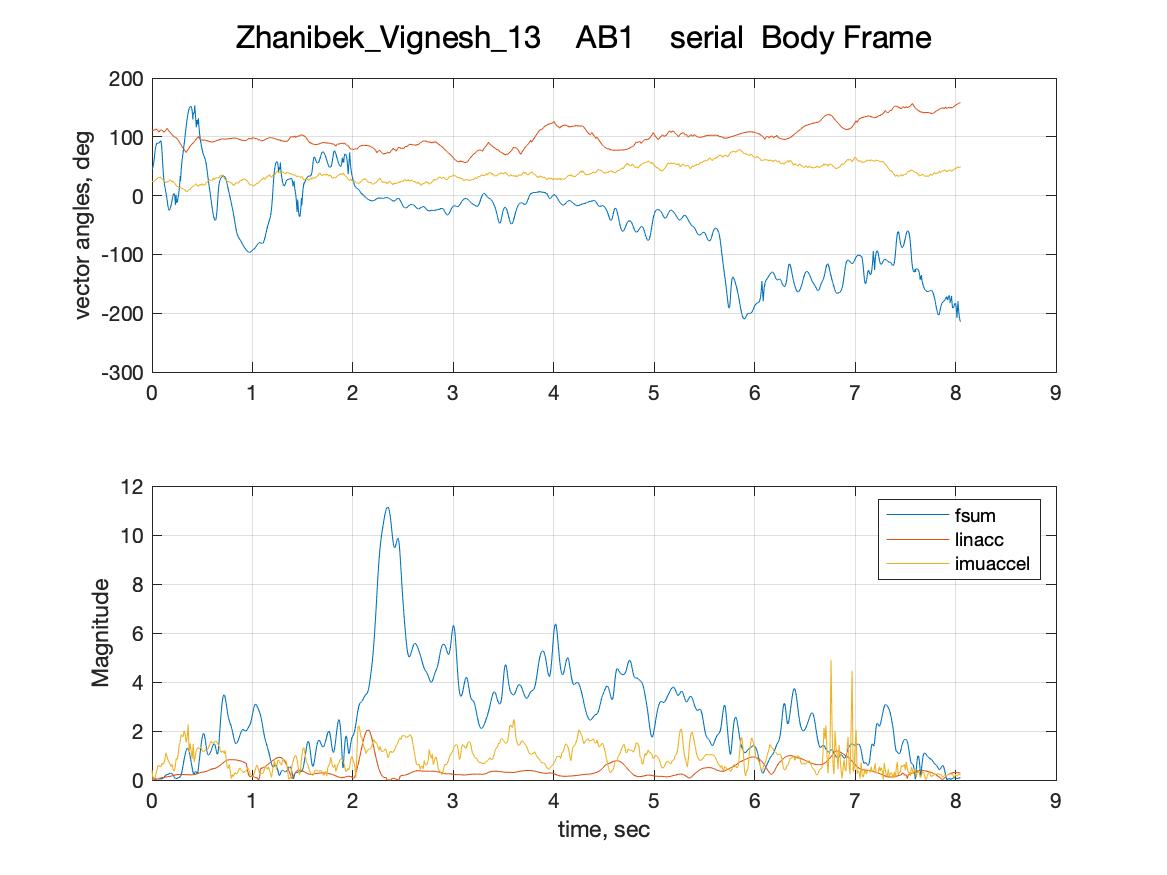 Zhanibek_Vignesh_13 AB1 serial Body Frame
200
100
0
-100
-200
-300
vector angles, deg
0 1 2 3 4 5 6 7 8 9
12
10
8
6
4
2
0
Magnitude
fsum
linacc
imuaccel
0 1 2 3 4 5 6 7 8 9
time, sec